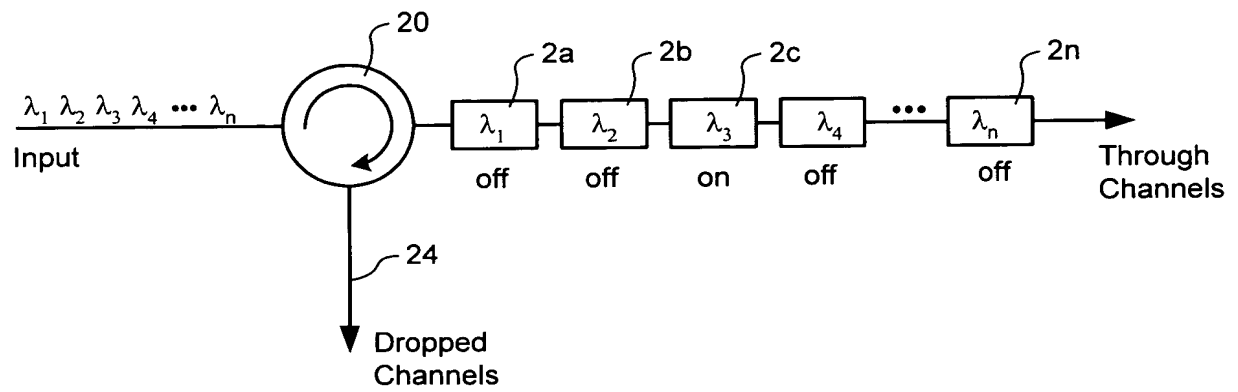 20
2a
2b
2c
2n
λ₁ λ₂ λ₃ λ₄ ••• λₙ
λ₁
λ₂
λ₃
λ₄
•••
λₙ
Input
off
off
on
off
off
Through
Channels
24
Dropped
Channels